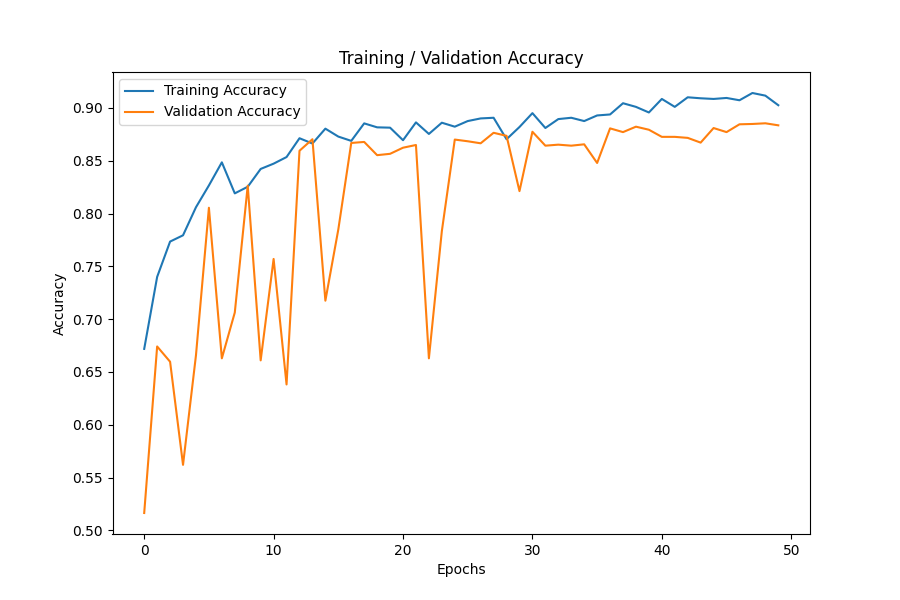 Training / Validation Accuracy
Training Accuracy
Validation Accuracy
0.90
0.85
0.80
0.75
0.70
0.65
0.60
0.55
0.50
Accuracy
0 10 20 30 40 50
Epochs